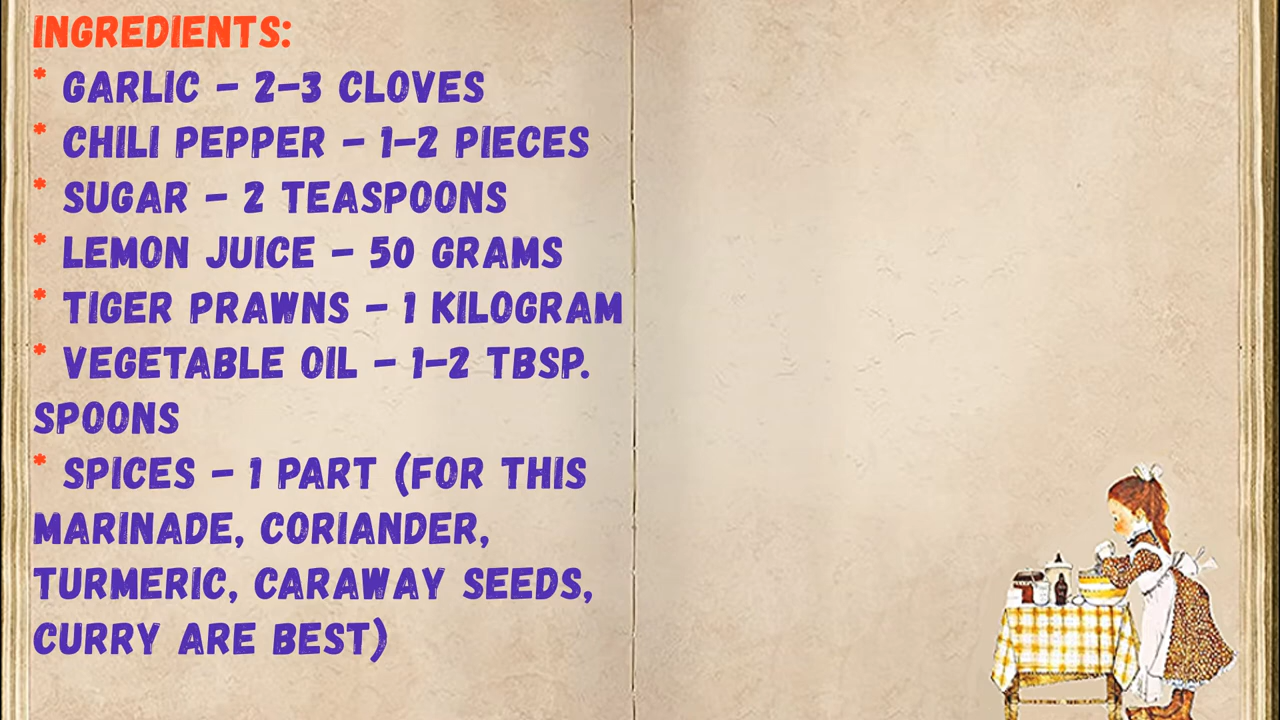 INGREDIENTS:
* GARLIC – 2–3 CLOVES
* CHILI PEPPER – 1–2 PIECES
* SUGAR – 2 TEASPOONS
* LEMON JUICE – 50 GRAMS
* TIGER PRAWNS – 1 KILOGRAM
* VEGETABLE OIL – 1–2 TBSP.
SPOONS
* SPICES – 1 PART (FOR THIS
MARINADE, CORIANDER,
TURMERIC, CARAWAY SEEDS,
CURRY ARE BEST)